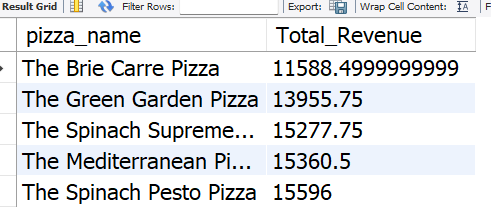 Result Grid Filter Rows: Export: Wrap Cell Content: IA
pizza_name Total_Revenue
The Brie Carre Pizza 11588.4999999999
The Green Garden Pizza 13955.75
The Spinach Supreme... 15277.75
The Mediterranean Pi... 15360.5
The Spinach Pesto Pizza 15596